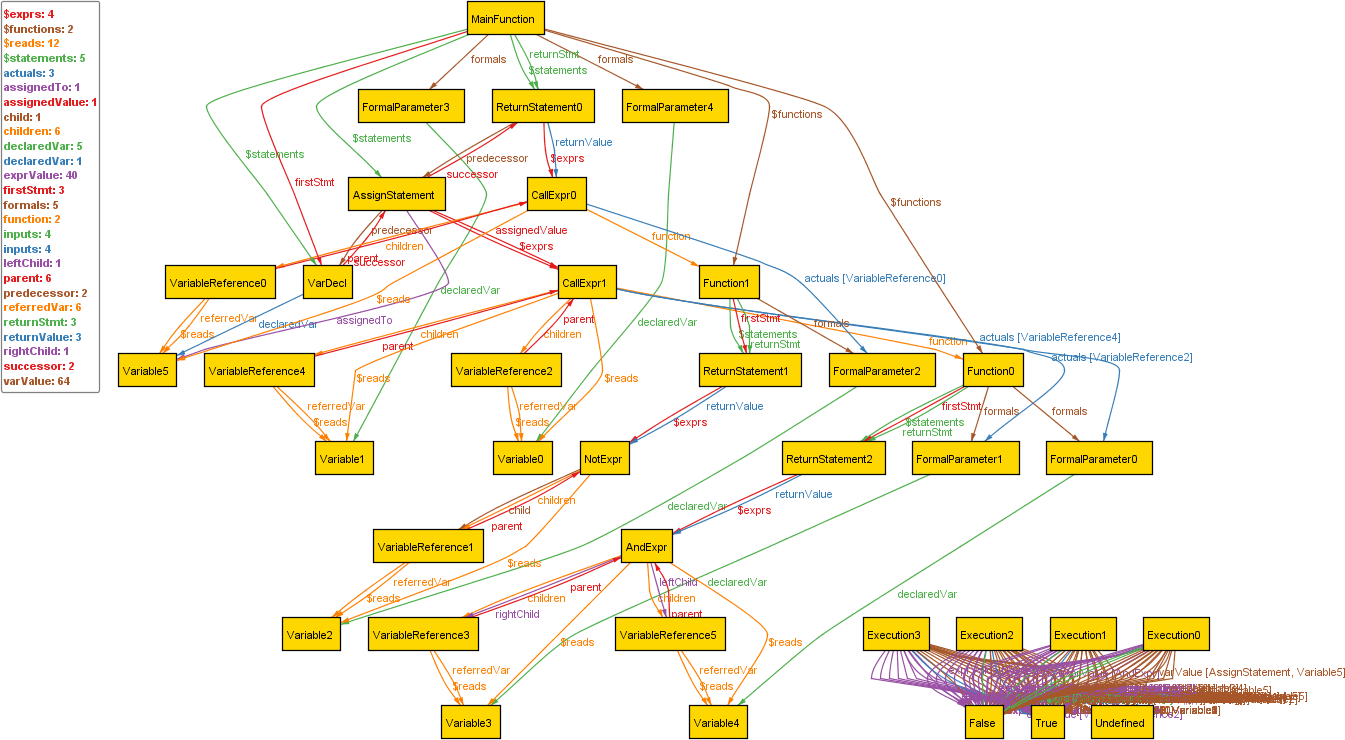 $exprs: 4
$functions: 2
$reads: 12
$statements: 5
actuals: 3
assignedTo: 1
assignedValue: 1
child: 1
children: 6
declaredVar: 5
declaredVar: 1
exprValue: 40
firstStmt: 3
formals: 5
function: 2
inputs: 4
inputs: 4
leftChild: 1
parent: 6
predecessor: 2
referredVar: 6
returnStmt: 3
returnValue: 3
rightChild: 1
successor: 2
varValue: 64
MainFunction
returnStmt
formals
formals
$statements
FormalParameter3
ReturnStatement0
FormalParameter4
$functions
$statements
returnValue
$statements
predecessor
$exprs
successor
firstStmt
AssignStatement
CallExpr0
$functions
predecessor
assignedValue
function
children
$exprs
parent
successor
VariableReference0
VarDecl
CallExpr1
Function1
actuals [VariableReference0]
declaredVar
$reads
referredVar
assignedTo
declaredVar
declaredVar
firstStmt
formals
$reads
children
parent
children
$statements
actuals [VariableReference4]
parent
returnStmt
function
actuals [VariableReference2]
Variable5
VariableReference4
VariableReference2
ReturnStatement1
FormalParameter2
Function0
$reads
$reads
referredVar
referredVar
returnValue
firstStmt
formals
formals
$reads
$reads
$exprs
$statements
returnStmt
Variable1
Variable0
NotExpr
ReturnStatement2
FormalParameter1
FormalParameter0
children
returnValue
child
declaredVar
$exprs
parent
VariableReference1
AndExpr
$reads
referredVar
leftChild
declaredVar
parent
declaredVar
$reads
children
children
rightChild
parent
Variable2
VariableReference3
VariableReference5
Execution3
Execution2
Execution1
Execution0
$reads
$reads
referredVar
referredVar
varValue [AssignStatement, Variable5]
$reads
$reads
Variable3
Variable4
False
True
Undefined